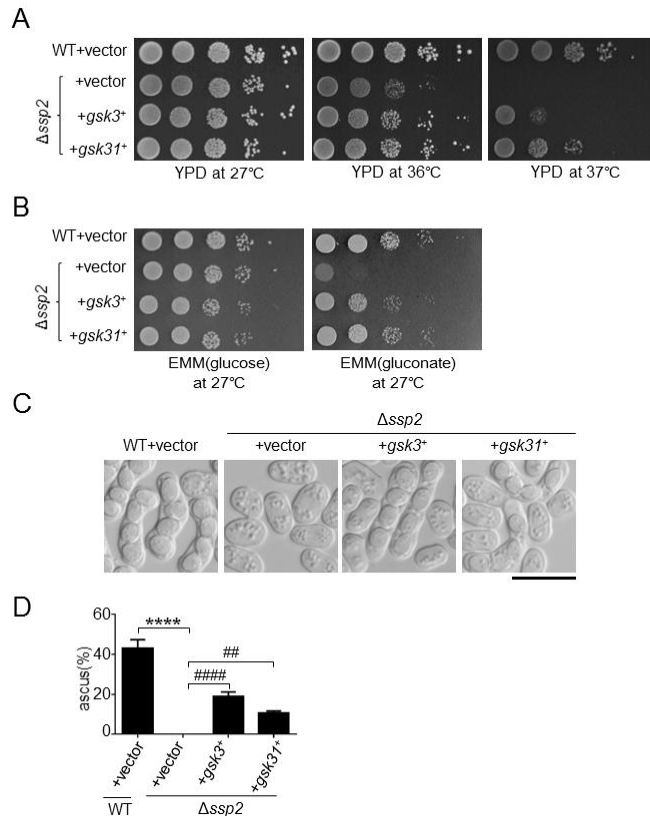 A
WT+vector
+vector
+gsk3+
+gsk31+
Δssp2
YPD at 27℃
YPD at 36℃
YPD at 37℃
B
WT+vector
+vector
+gsk3+
+gsk31+
Δssp2
EMM(glucose)
at 27℃
EMM(gluconate)
at 27℃
C
Δssp2
WT+vector
+vector
+gsk3+
+gsk31+
D
60
40
20
0
ascus(%)
****
##
####
+vector
+vector
+gsk3+
+gsk31+
WT
Δssp2